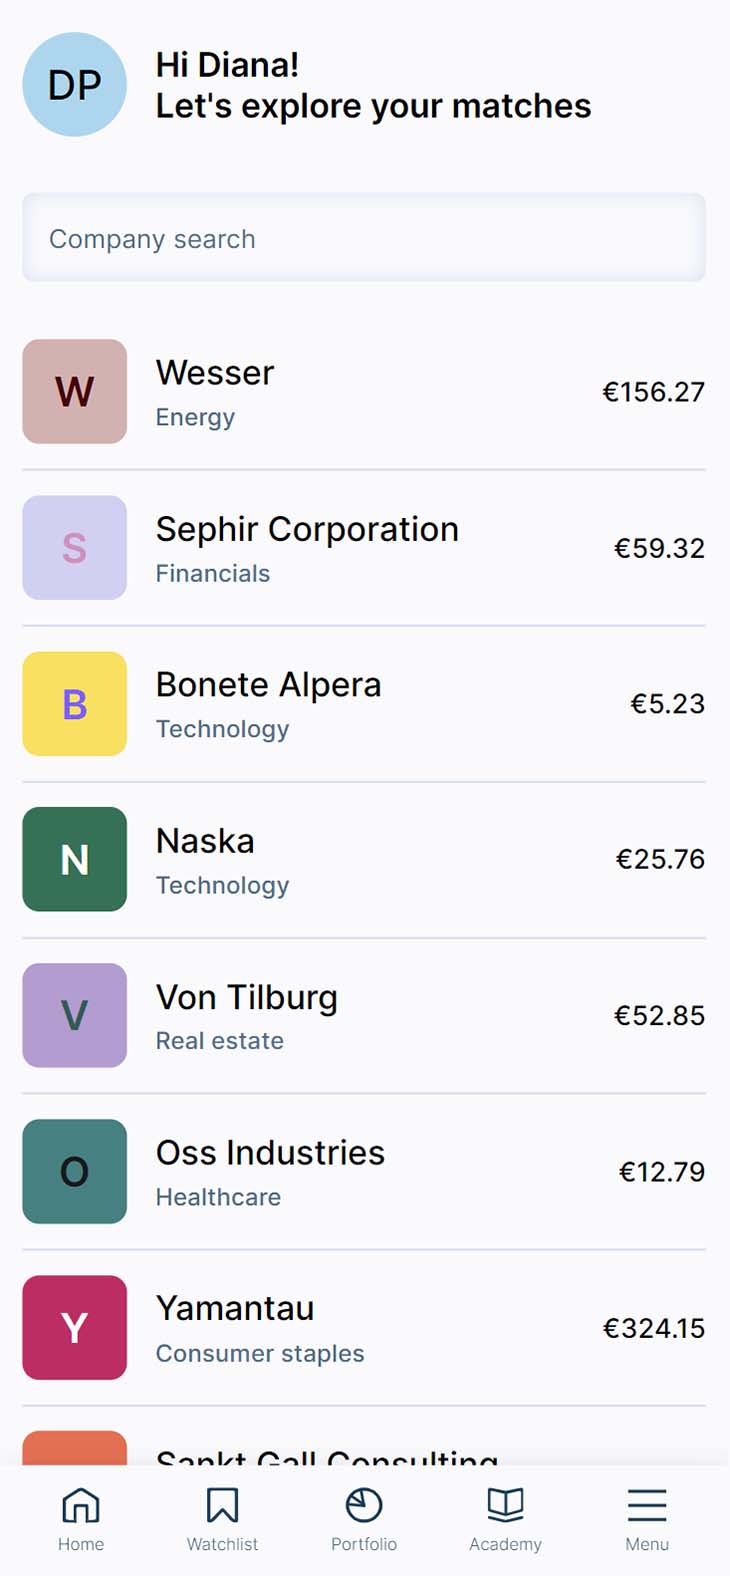 DP
Hi Diana!
Let's explore your matches
Company search
W
Wesser
Energy
€156.27
S
Sephir Corporation
Financials
€59.32
B
Bonete Alpera
Technology
€5.23
N
Naska
Technology
€25.76
V
Von Tilburg
Real estate
€52.85
O
Oss Industries
Healthcare
€12.79
Y
Yamantau
Consumer staples
€324.15
Sankt Gall Consulting
Home
Watchlist
Portfolio
Academy
Menu